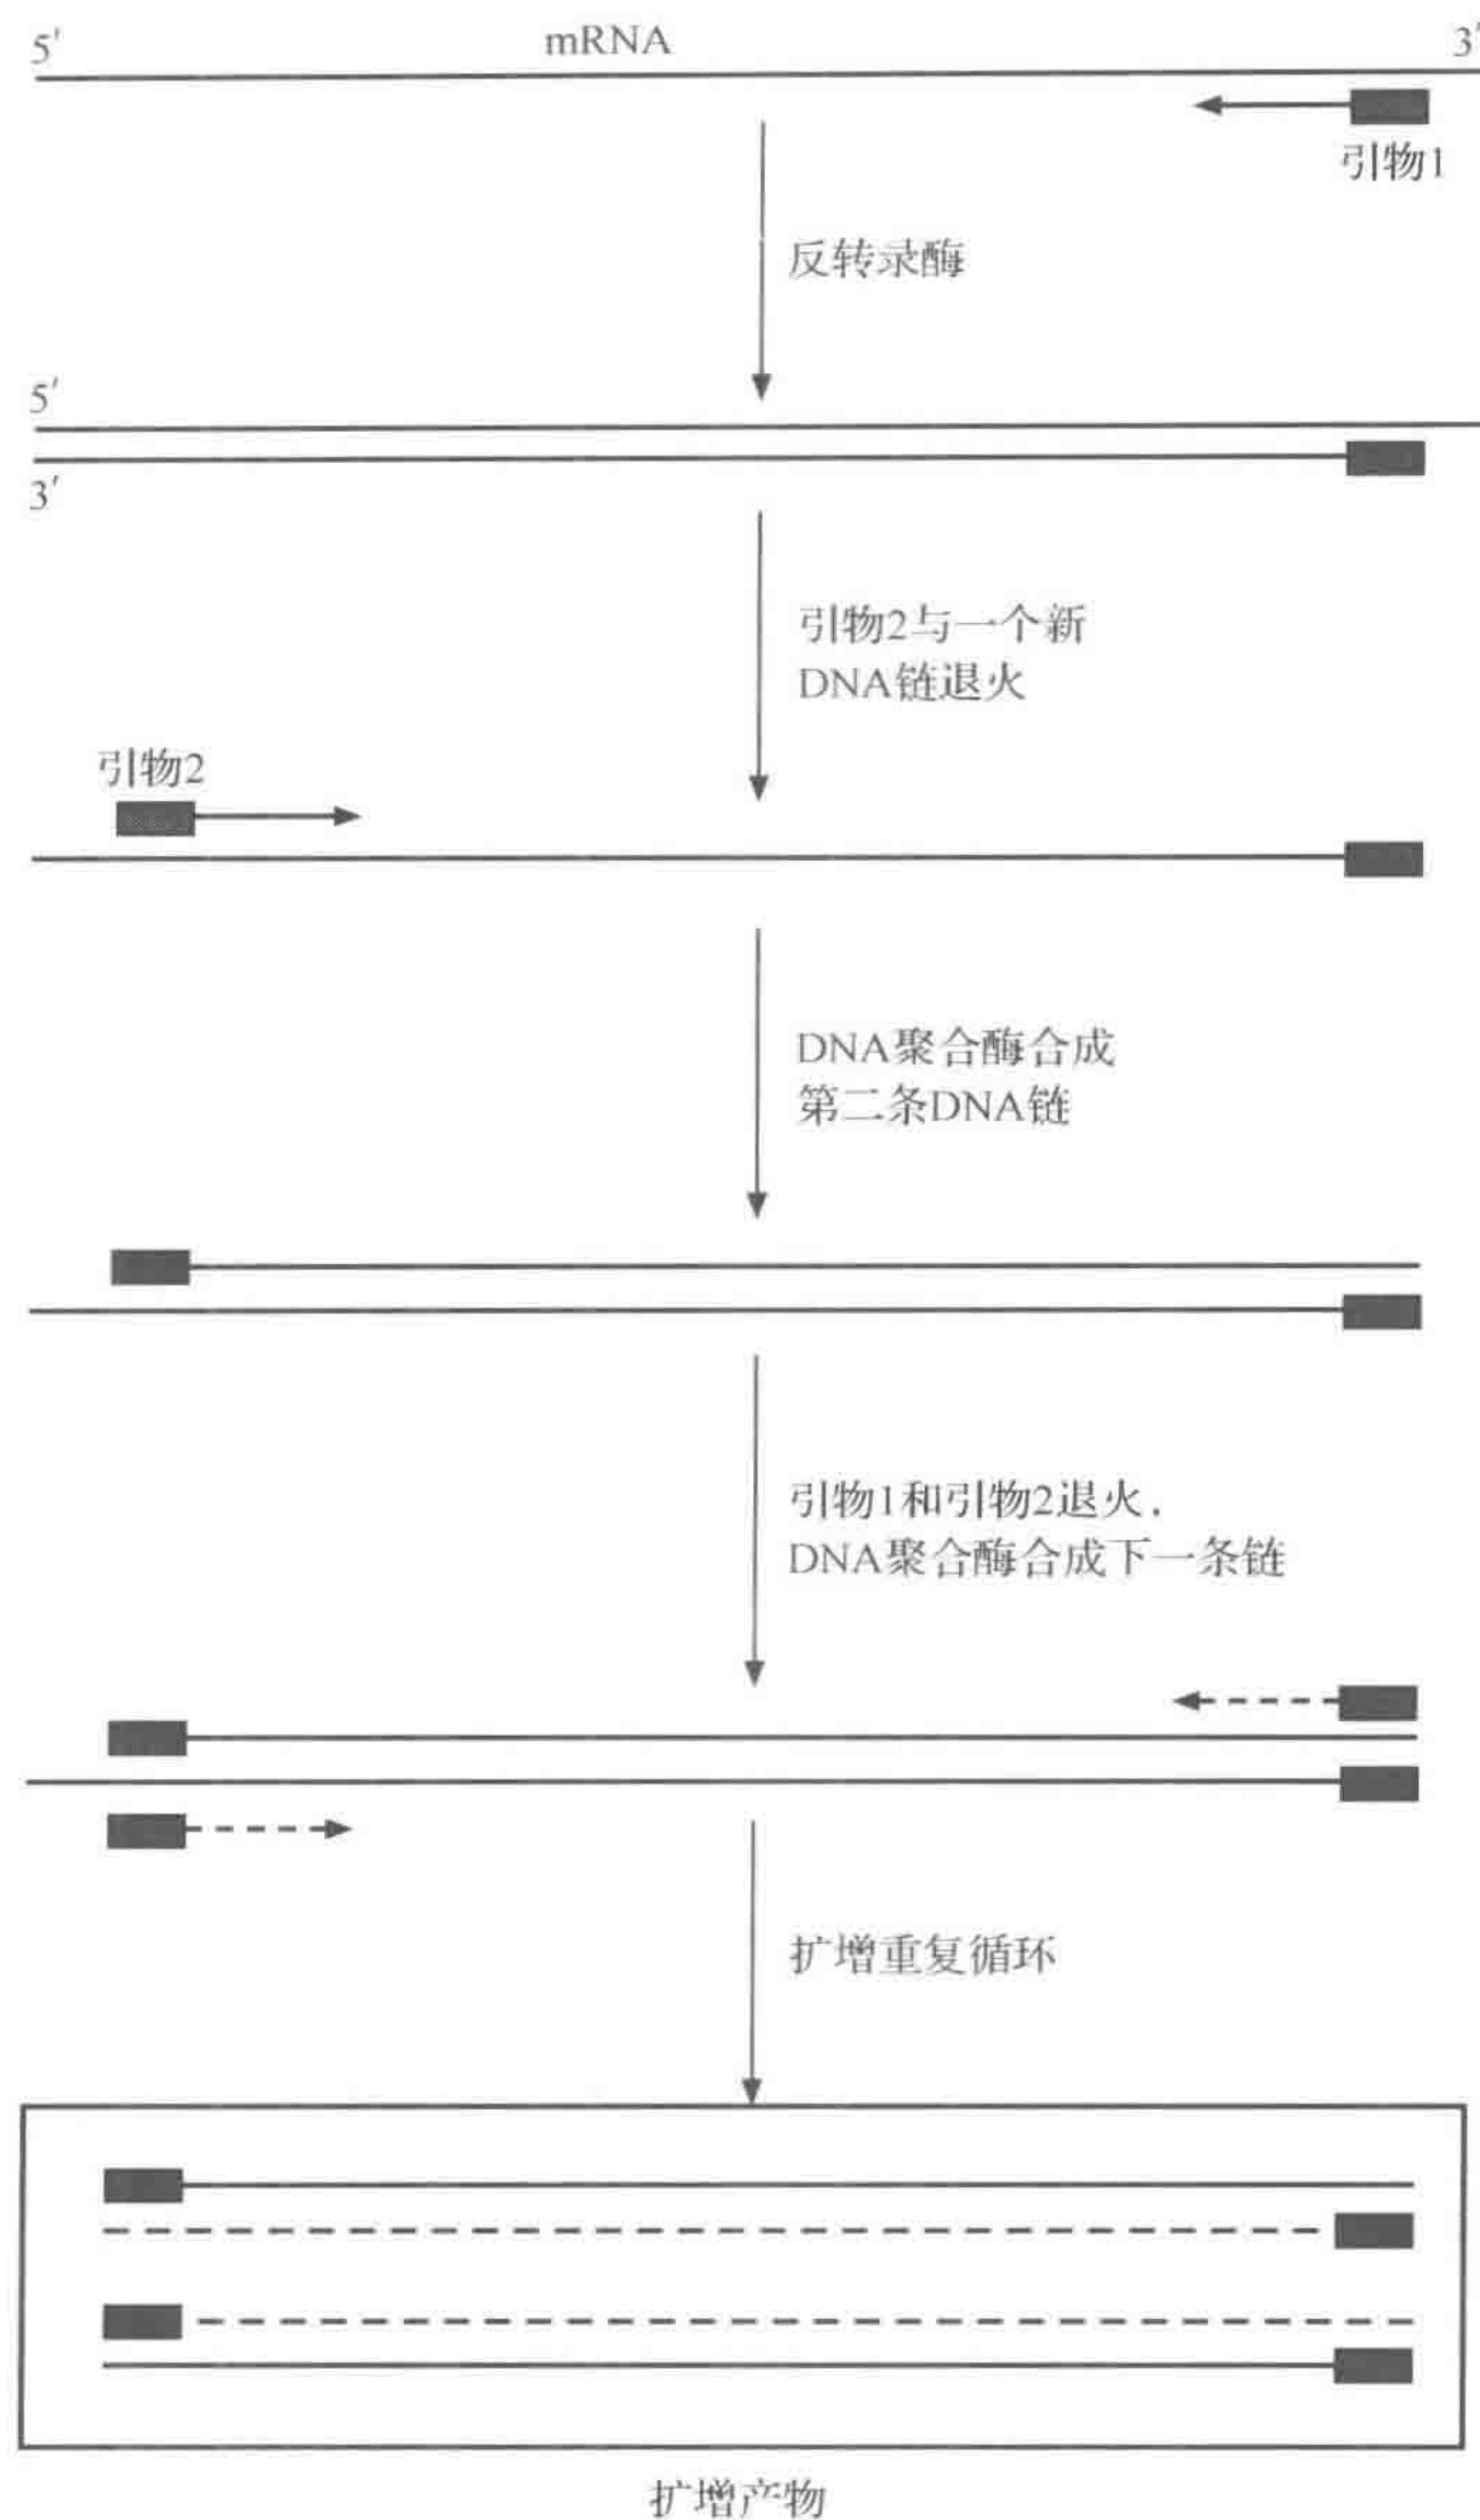 5′ mRNA 3′
引物1
反转录酶
5′
3′
引物2与一个新
DNA链退火
引物2
DNA聚合酶合成
第二条DNA链
引物1和引物2退火.
DNA聚合酶合成下一条链
扩增重复循环
扩增产物